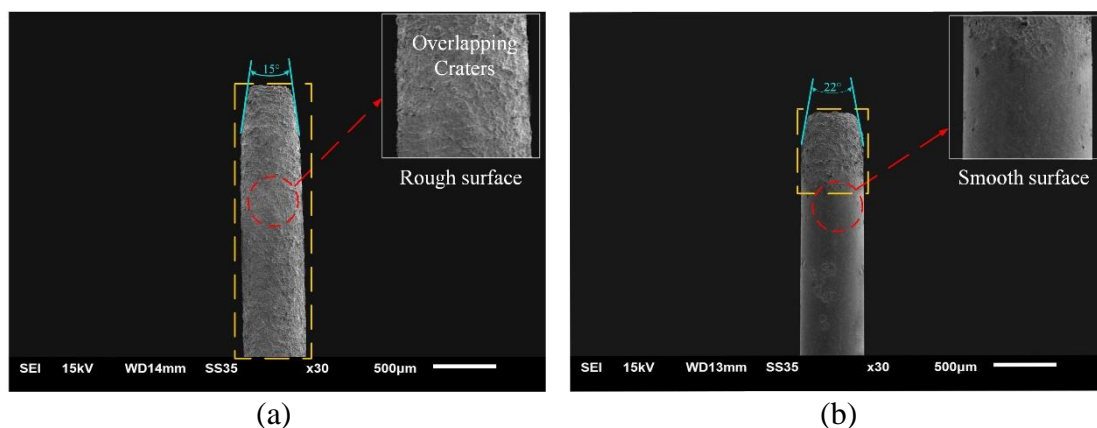 15°
Overlapping
Craters
Rough surface
SEI 15kV WD14mm SS35 x30 500μm
(a)
22°
Smooth surface
SEI 15kV WD13mm SS35 x30 500μm
(b)